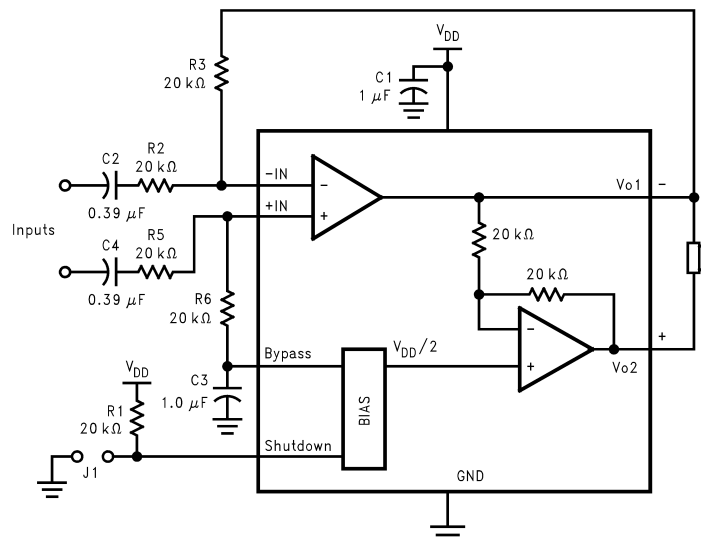 VDD
C1
1 µF
R3
20 kΩ
C2
R2
20 kΩ
0.39 µF
-IN
−
Vo1
−
+IN
+
Inputs
C4
R5
20 kΩ
0.39 µF
20 kΩ
20 kΩ
R6
20 kΩ
−
+
Bypass
VDD/2
+
Vo2
C3
1.0 µF
BIAS
VDD
R1
20 kΩ
Shutdown
J1
GND